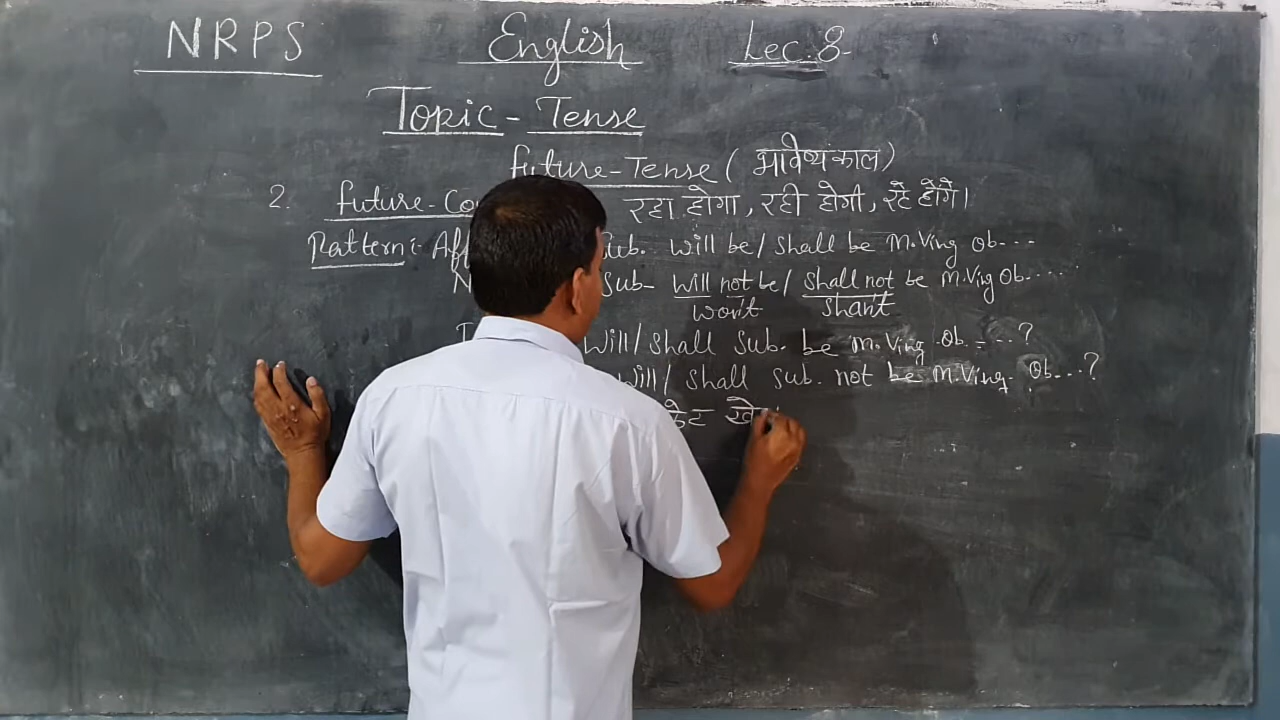 NRPS English Lec. 8
Topic - Tense
Future-Tense ( भविष्यकाल )
2. Future-Co रहा होगा, रही होगी, रहे होंगे।
Pattern:- Aff Sub. will be/ Shall be M.Ving Ob...
N Sub- will not be/ shall not be M.Ving Ob.....
won't shan't
Will/ shall Sub. be M.Ving Ob....?
Will/ shall sub. not be M.Ving. Ob...?
केट खे